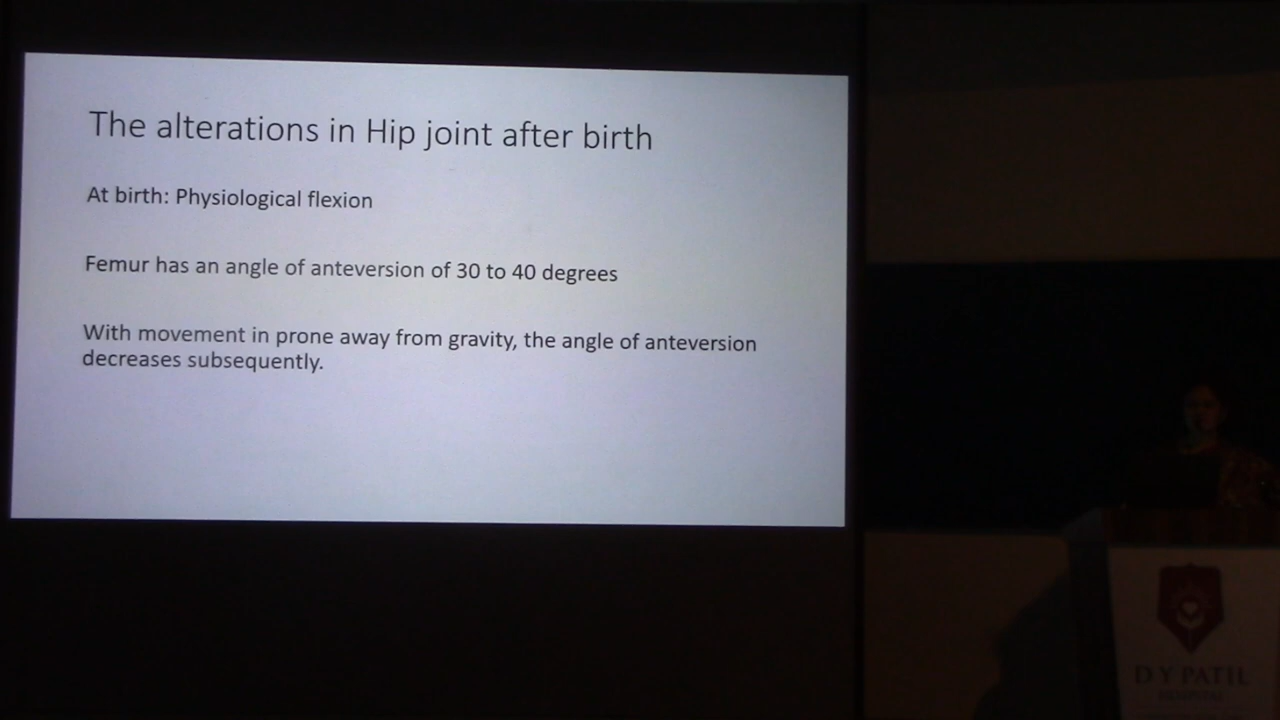 The alterations in Hip joint after birth
At birth: Physiological flexion
Femur has an angle of anteversion of 30 to 40 degrees
With movement in prone away from gravity, the angle of anteversion
decreases subsequently.
D Y PATIL
HOSPITAL